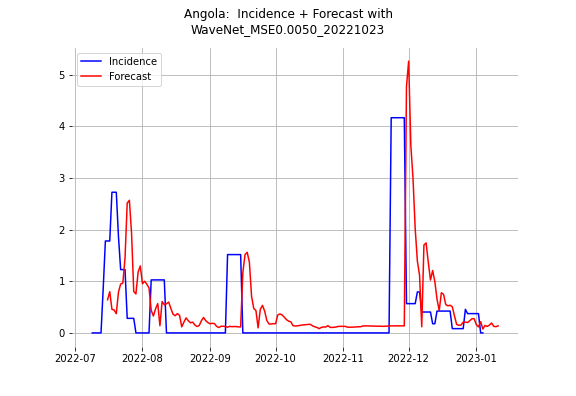 Angola:  Incidence + Forecast with
WaveNet_MSE0.0050_20221023
Incidence
Forecast
5
4
3
2
1
0
2022-07 2022-08 2022-09 2022-10 2022-11 2022-12 2023-01